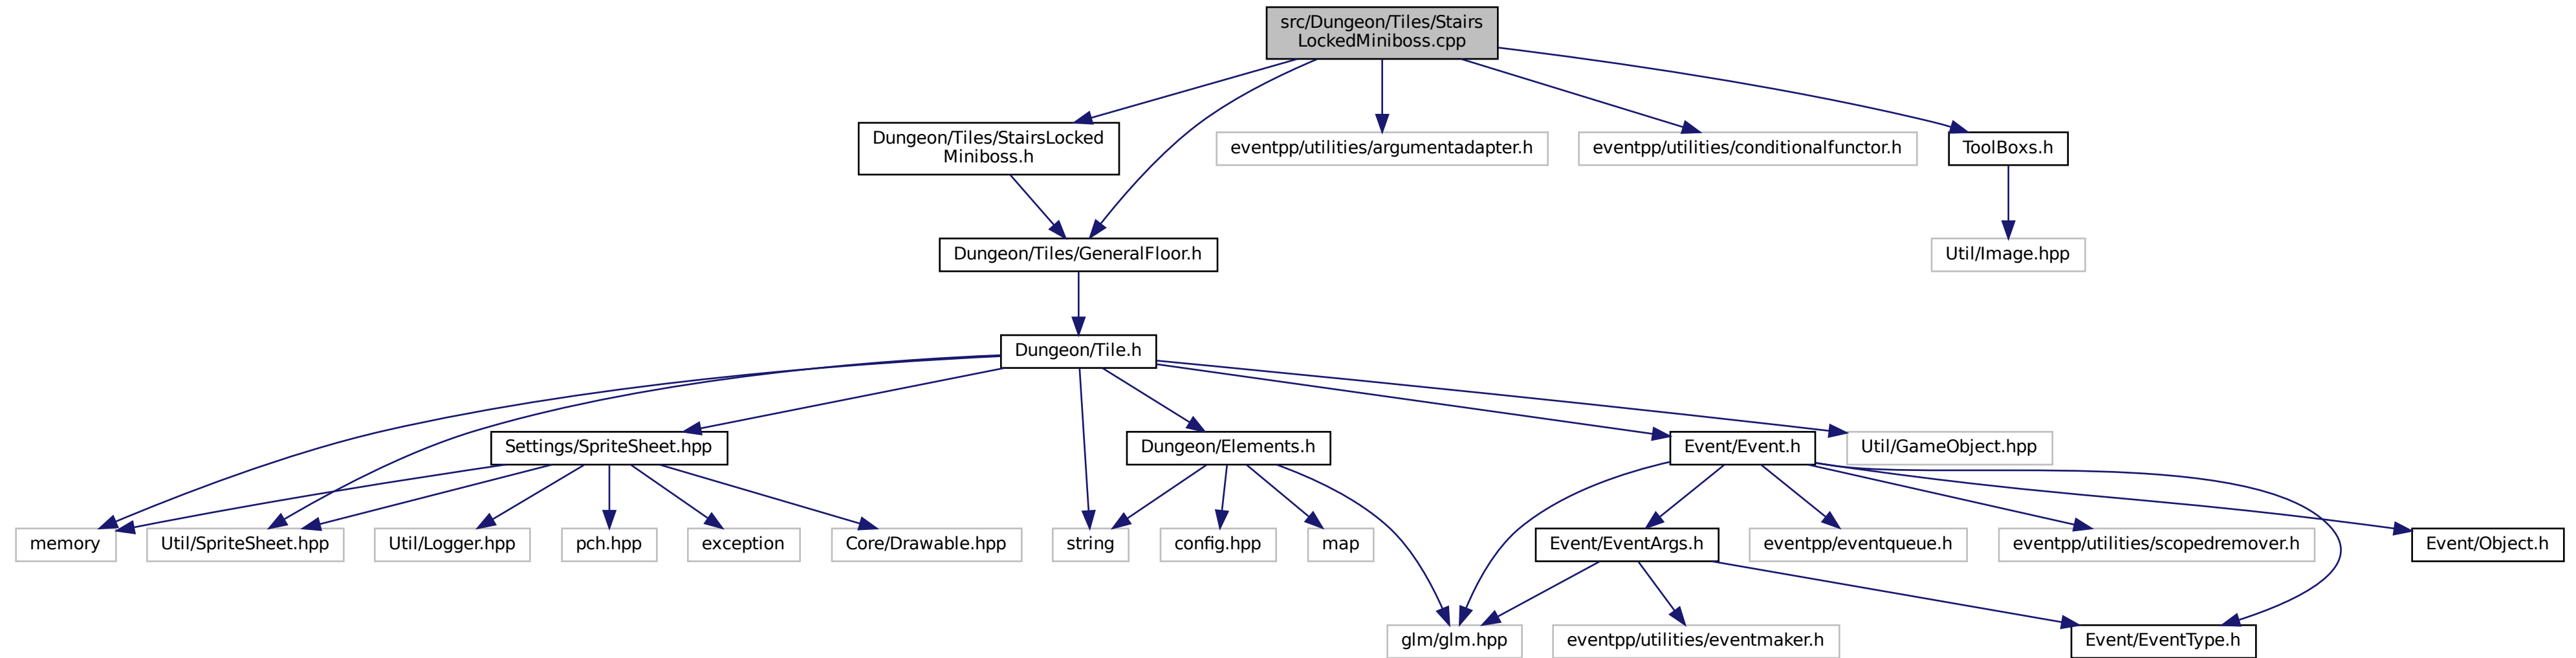 src/Dungeon/Tiles/Stairs
LockedMiniboss.cpp
Dungeon/Tiles/StairsLocked
Miniboss.h
eventpp/utilities/argumentadapter.h
eventpp/utilities/conditionalfunctor.h
ToolBoxs.h
Dungeon/Tiles/GeneralFloor.h
Util/Image.hpp
Dungeon/Tile.h
Settings/SpriteSheet.hpp
Dungeon/Elements.h
Event/Event.h
Util/GameObject.hpp
memory
Util/SpriteSheet.hpp
Util/Logger.hpp
pch.hpp
exception
Core/Drawable.hpp
string
config.hpp
map
Event/EventArgs.h
eventpp/eventqueue.h
eventpp/utilities/scopedremover.h
Event/Object.h
glm/glm.hpp
eventpp/utilities/eventmaker.h
Event/EventType.h